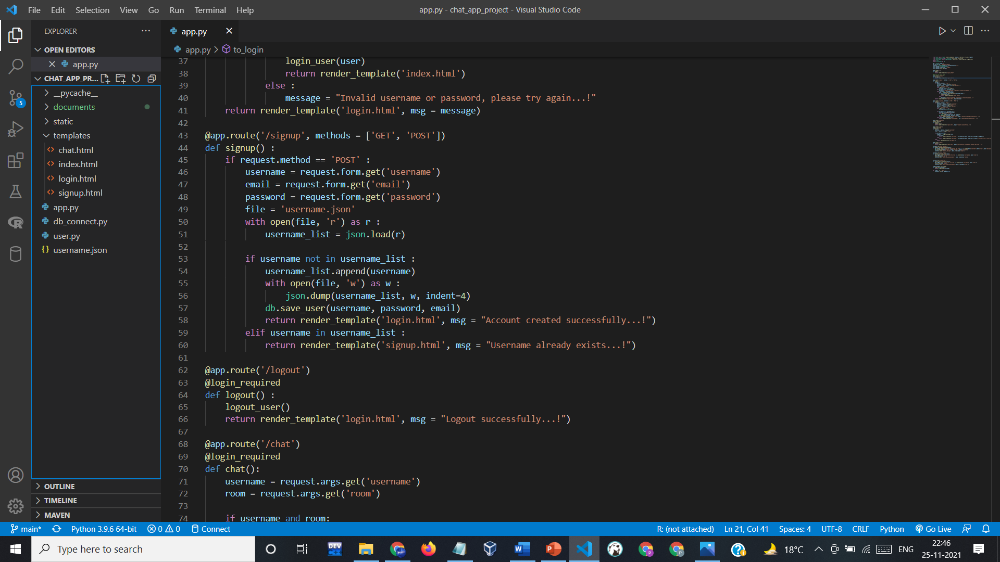 File Edit Selection View Go Run Terminal Help
app.py - chat_app_project - Visual Studio Code
EXPLORER
OPEN EDITORS
app.py
CHAT_APP_PR...
__pycache__
documents
static
templates
chat.html
index.html
login.html
signup.html
app.py
db_connect.py
user.py
username.json
OUTLINE
TIMELINE
MAVEN
5
app.py
app.py > to_login
37 login_user(user)
38 return render_template('index.html')
39 else :
40 message = "Invalid username or password, please try again...!"
41 return render_template('login.html', msg = message)
42
43 @app.route('/signup', methods = ['GET', 'POST'])
44 def signup() :
45 if request.method == 'POST' :
46 username = request.form.get('username')
47 email = request.form.get('email')
48 password = request.form.get('password')
49 file = 'username.json'
50 with open(file, 'r') as r :
51 username_list = json.load(r)
52
53 if username not in username_list :
54 username_list.append(username)
55 with open(file, 'w') as w :
56 json.dump(username_list, w, indent=4)
57 db.save_user(username, password, email)
58 return render_template('login.html', msg = "Account created successfully...!")
59 elif username in username_list :
60 return render_template('signup.html', msg = "Username already exists...!")
61
62 @app.route('/logout')
63 @login_required
64 def logout() :
65 logout_user()
66 return render_template('login.html', msg = "Logout successfully...!")
67
68 @app.route('/chat')
69 @login_required
70 def chat():
71 username = request.args.get('username')
72 room = request.args.get('room')
73
74 if username and room:
main* Python 3.9.6 64-bit 0 0 Connect R: (not attached) Ln 21, Col 41 Spaces: 4 UTF-8 CRLF Python Go Live
Type here to search
DEV
W
P
18°C
ENG
22:46
25-11-2021